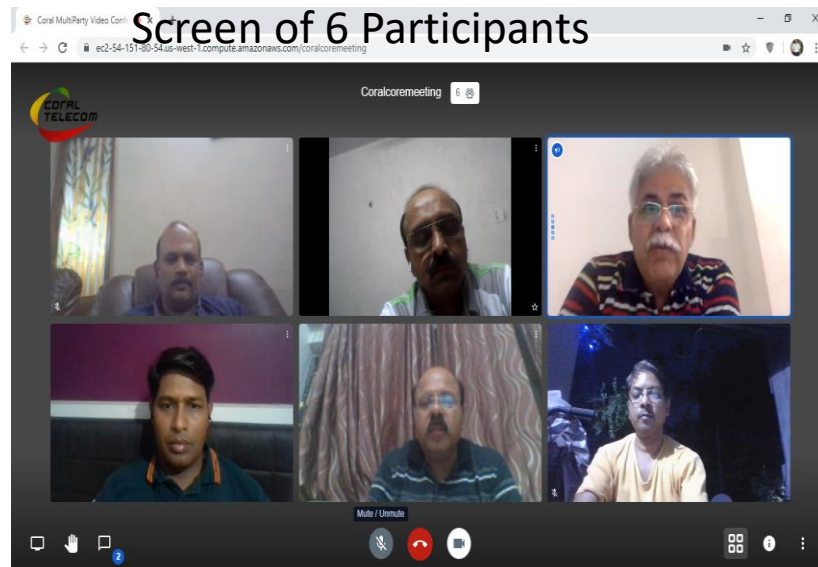 Screen of 6 Participants
Coral MultiParty Video Conf
ec2-54-151-80-54.us-west-1.compute.amazonaws.com/coralcoremeeting
Coralcoremeeting 6
CORAL
TELECOM
Mute / Unmute
2